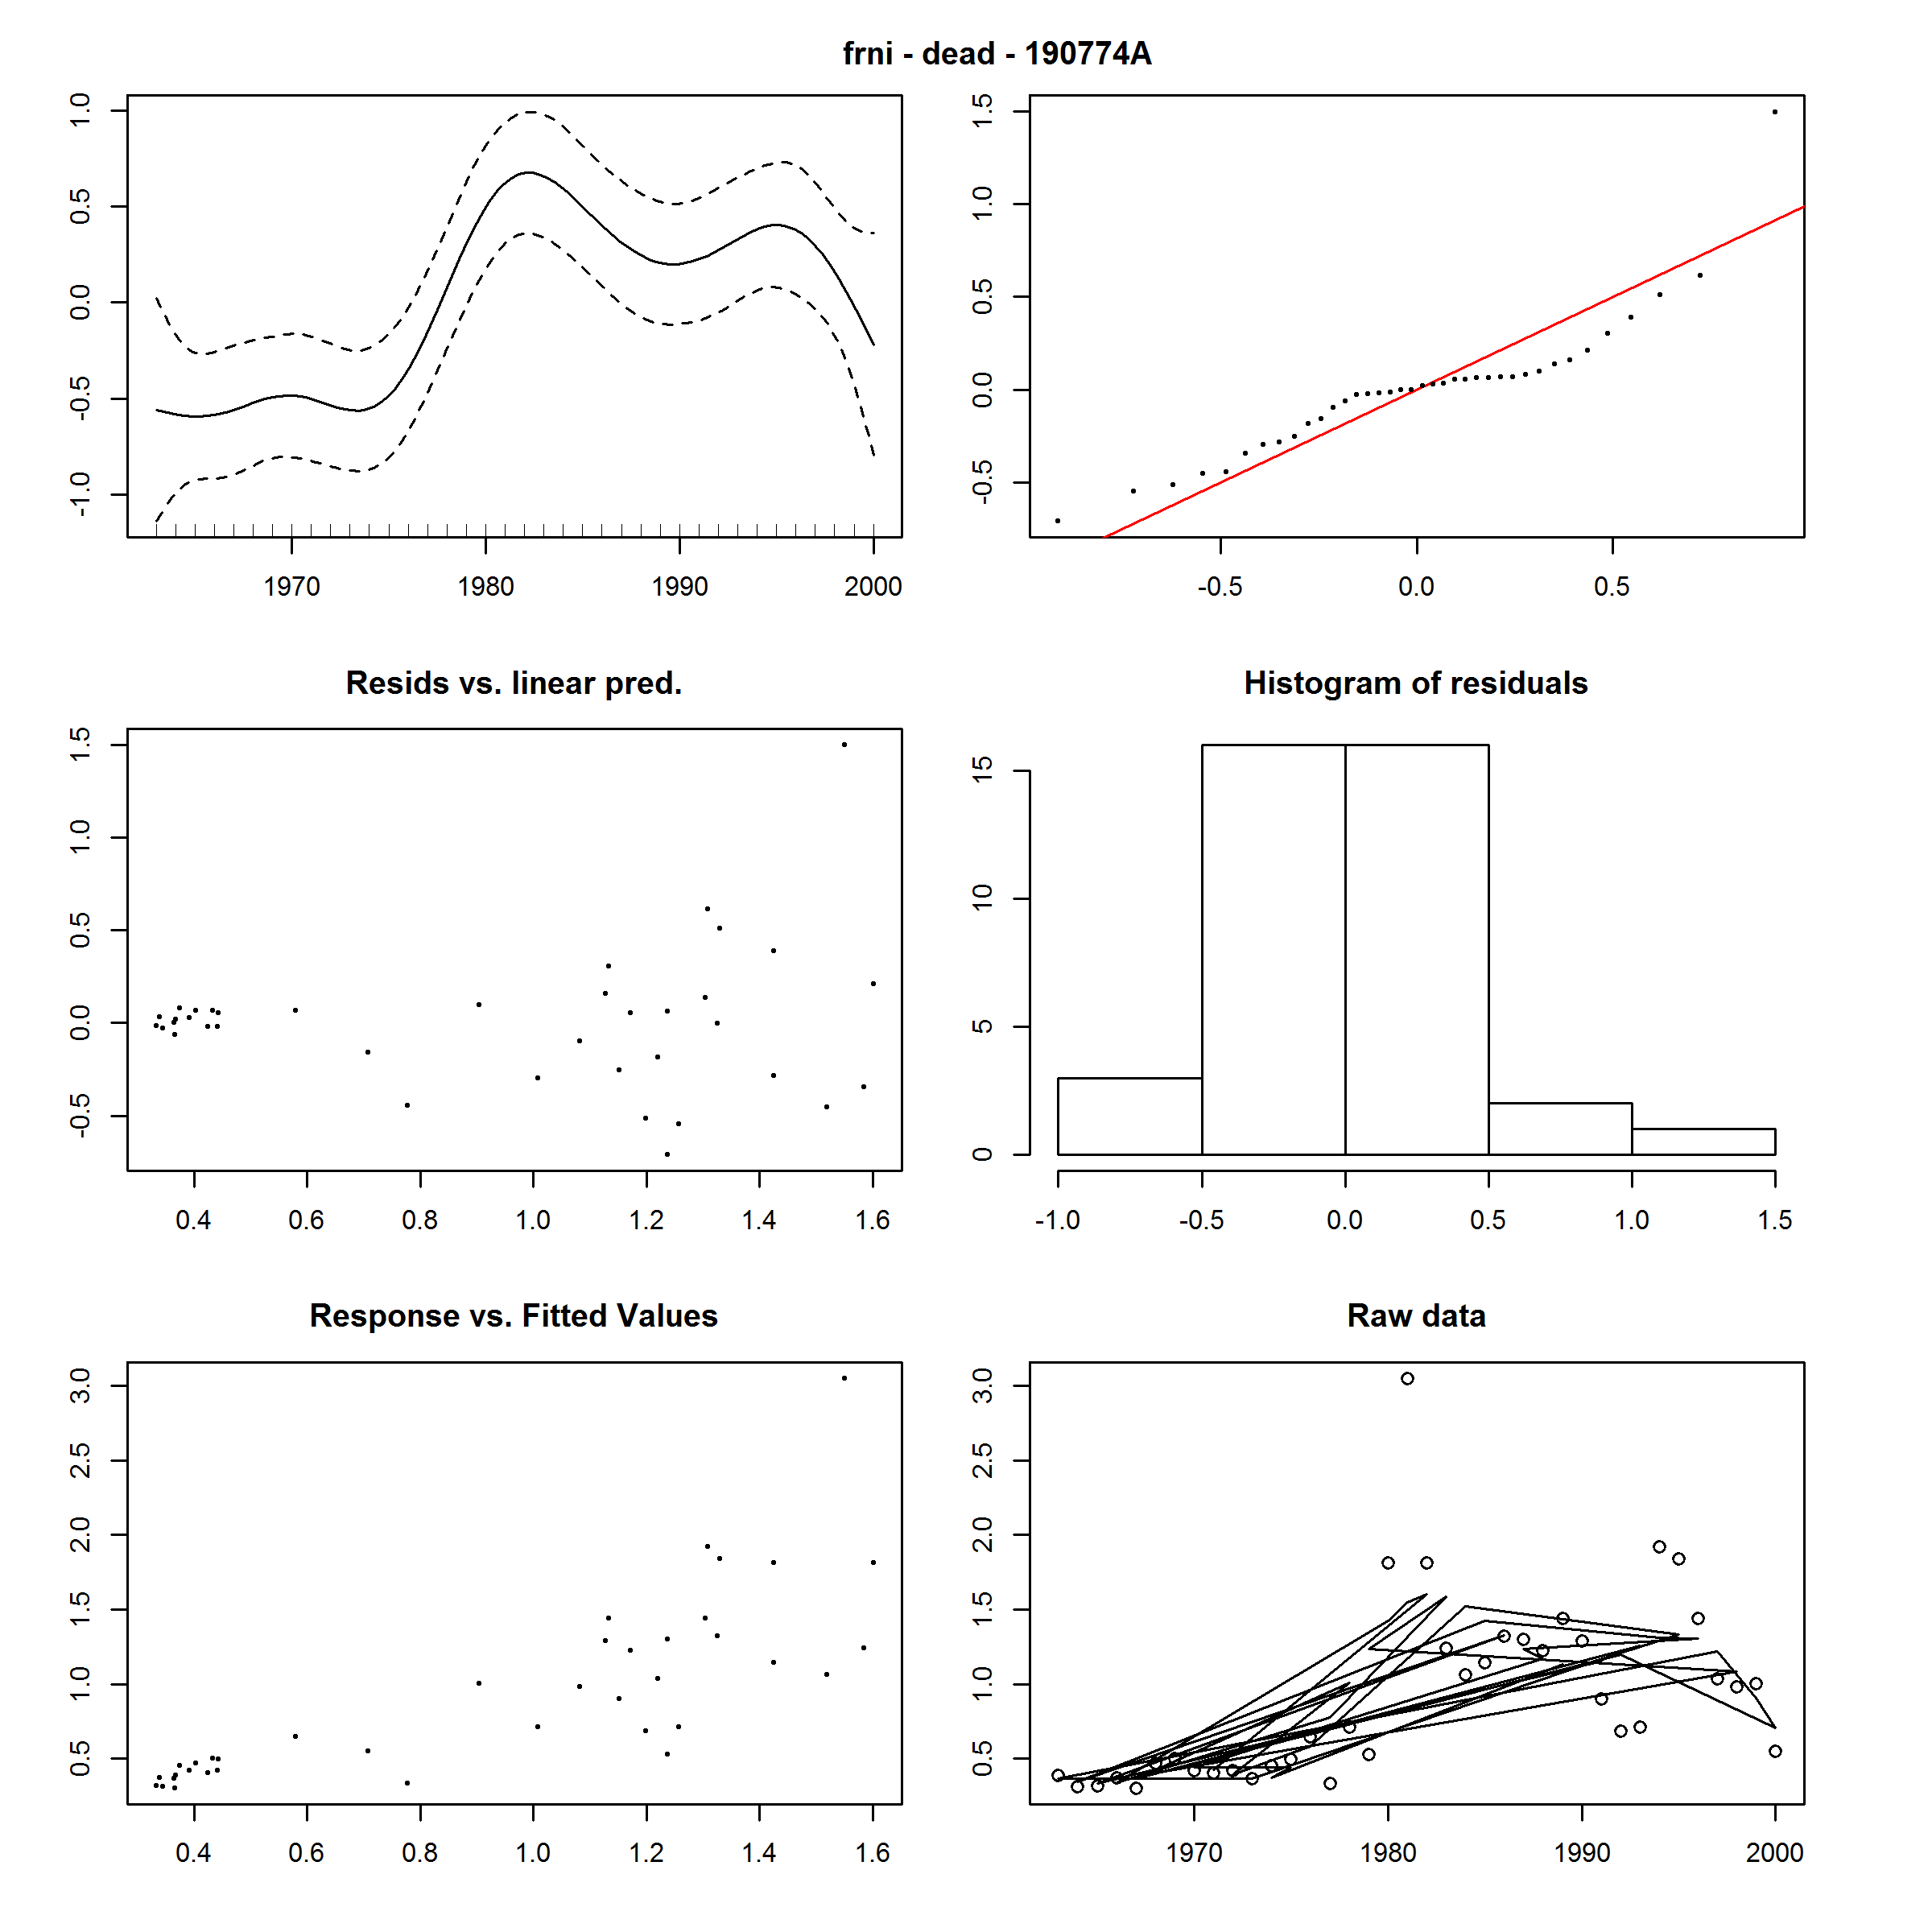 frni - dead - 190774A
1.0
0.5
0.0
-0.5
-1.0
1970 1980 1990 2000
1.5
1.0
0.5
0.0
-0.5
-0.5 0.0 0.5
Resids vs. linear pred.
1.5
1.0
0.5
0.0
-0.5
0.4 0.6 0.8 1.0 1.2 1.4 1.6
Histogram of residuals
15
10
5
0
-1.0 -0.5 0.0 0.5 1.0 1.5
Response vs. Fitted Values
3.0
2.5
2.0
1.5
1.0
0.5
0.4 0.6 0.8 1.0 1.2 1.4 1.6
Raw data
3.0
2.5
2.0
1.5
1.0
0.5
1970 1980 1990 2000